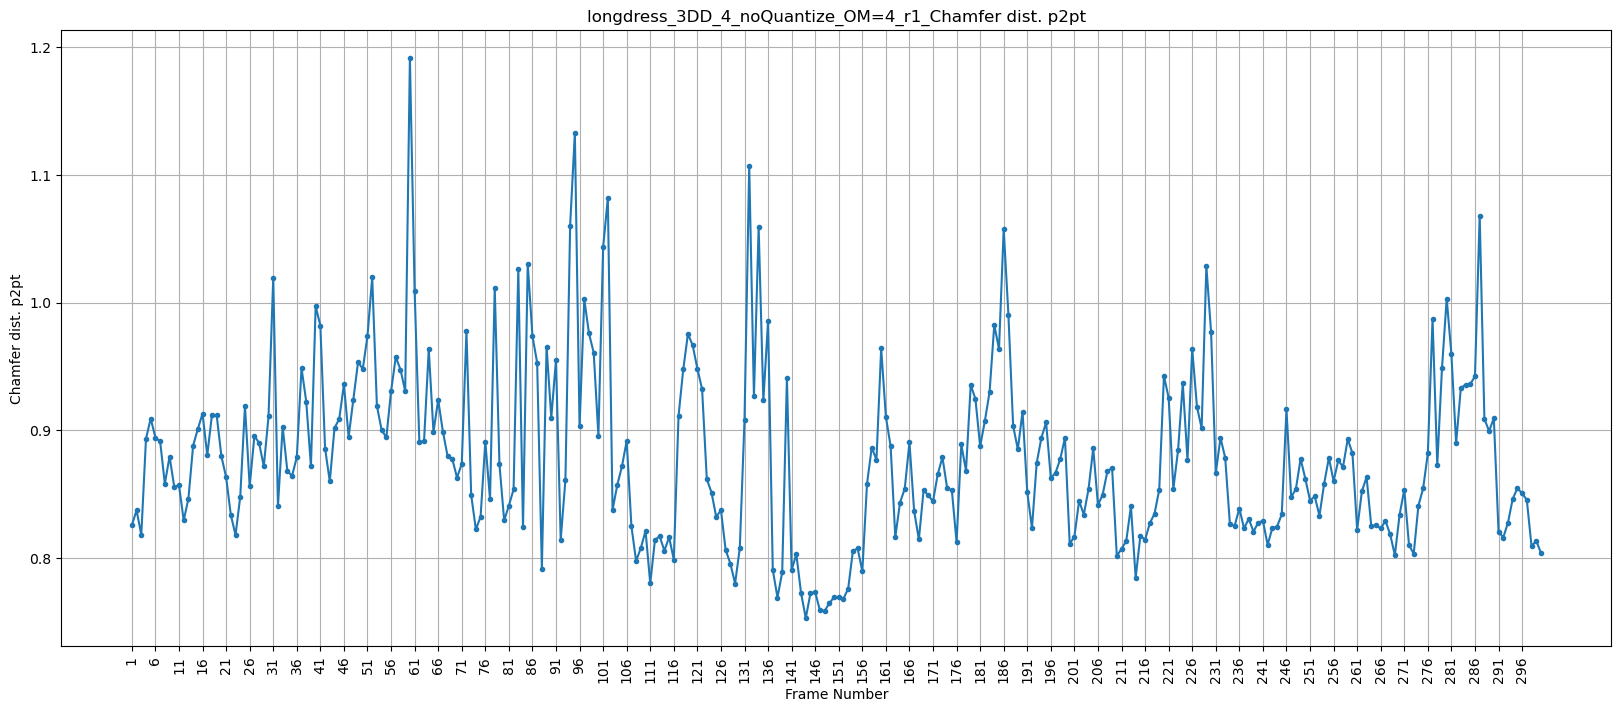 longdress_3DD_4_noQuantize_OM=4_r1_Chamfer dist. p2pt
Chamfer dist. p2pt
1.2
1.1
1.0
0.9
0.8
1 6 11 16 21 26 31 36 41 46 51 56 61 66 71 76 81 86 91 96 101 106 111 116 121 126 131 136 141 146 151 156 161 166 171 176 181 186 191 196 201 206 211 216 221 226 231 236 241 246 251 256 261 266 271 276 281 286 291 296
Frame Number